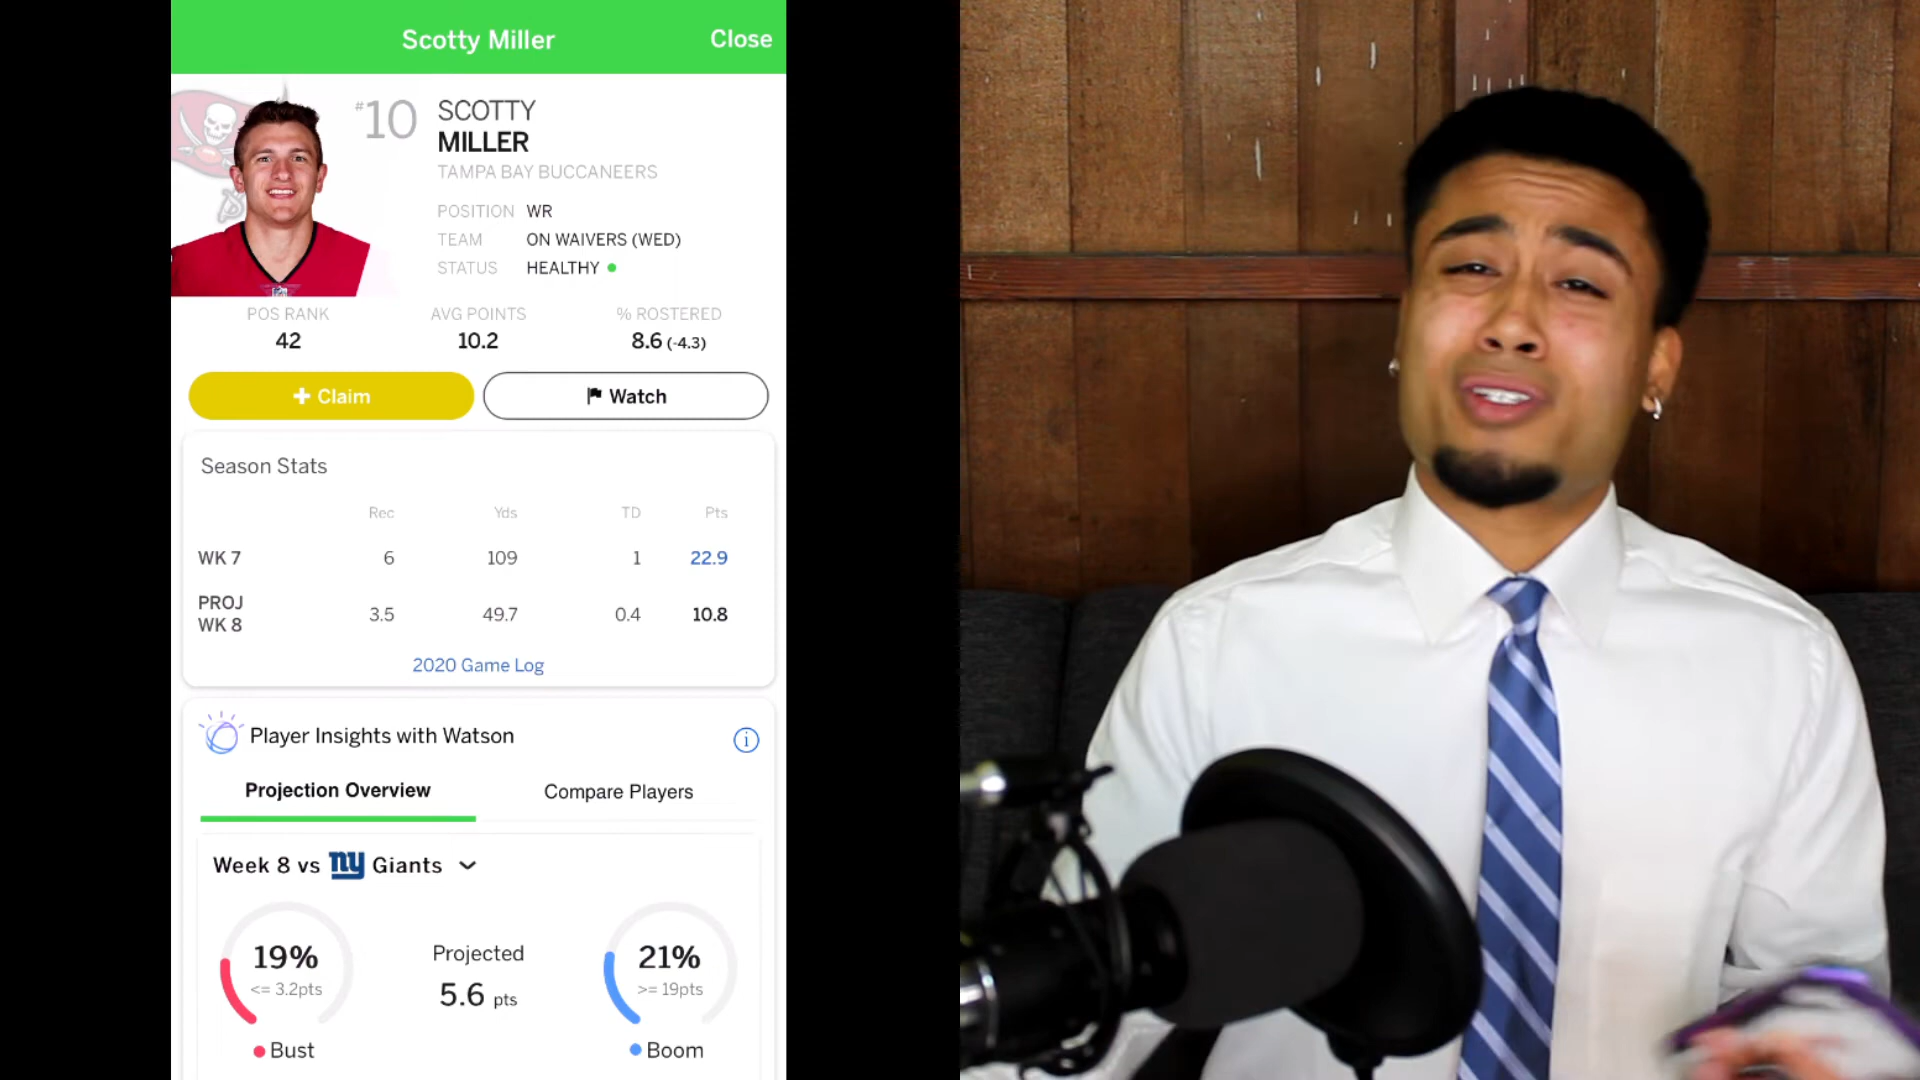 Scotty Miller
Close
#10
SCOTTY
MILLER
TAMPA BAY BUCCANEERS
POSITION WR
TEAM ON WAIVERS (WED)
STATUS HEALTHY
POS RANK
42
AVG POINTS
10.2
% ROSTERED
8.6 (-4.3)
+ Claim
Watch
Season Stats
Rec Yds TD Pts
WK 7 6 109 1 22.9
PROJ
WK 8 3.5 49.7 0.4 10.8
2020 Game Log
Player Insights with Watson
i
Projection Overview
Compare Players
Week 8 vs ny Giants
19%
<= 3.2pts
Bust
Projected
5.6 pts
21%
>= 19pts
Boom